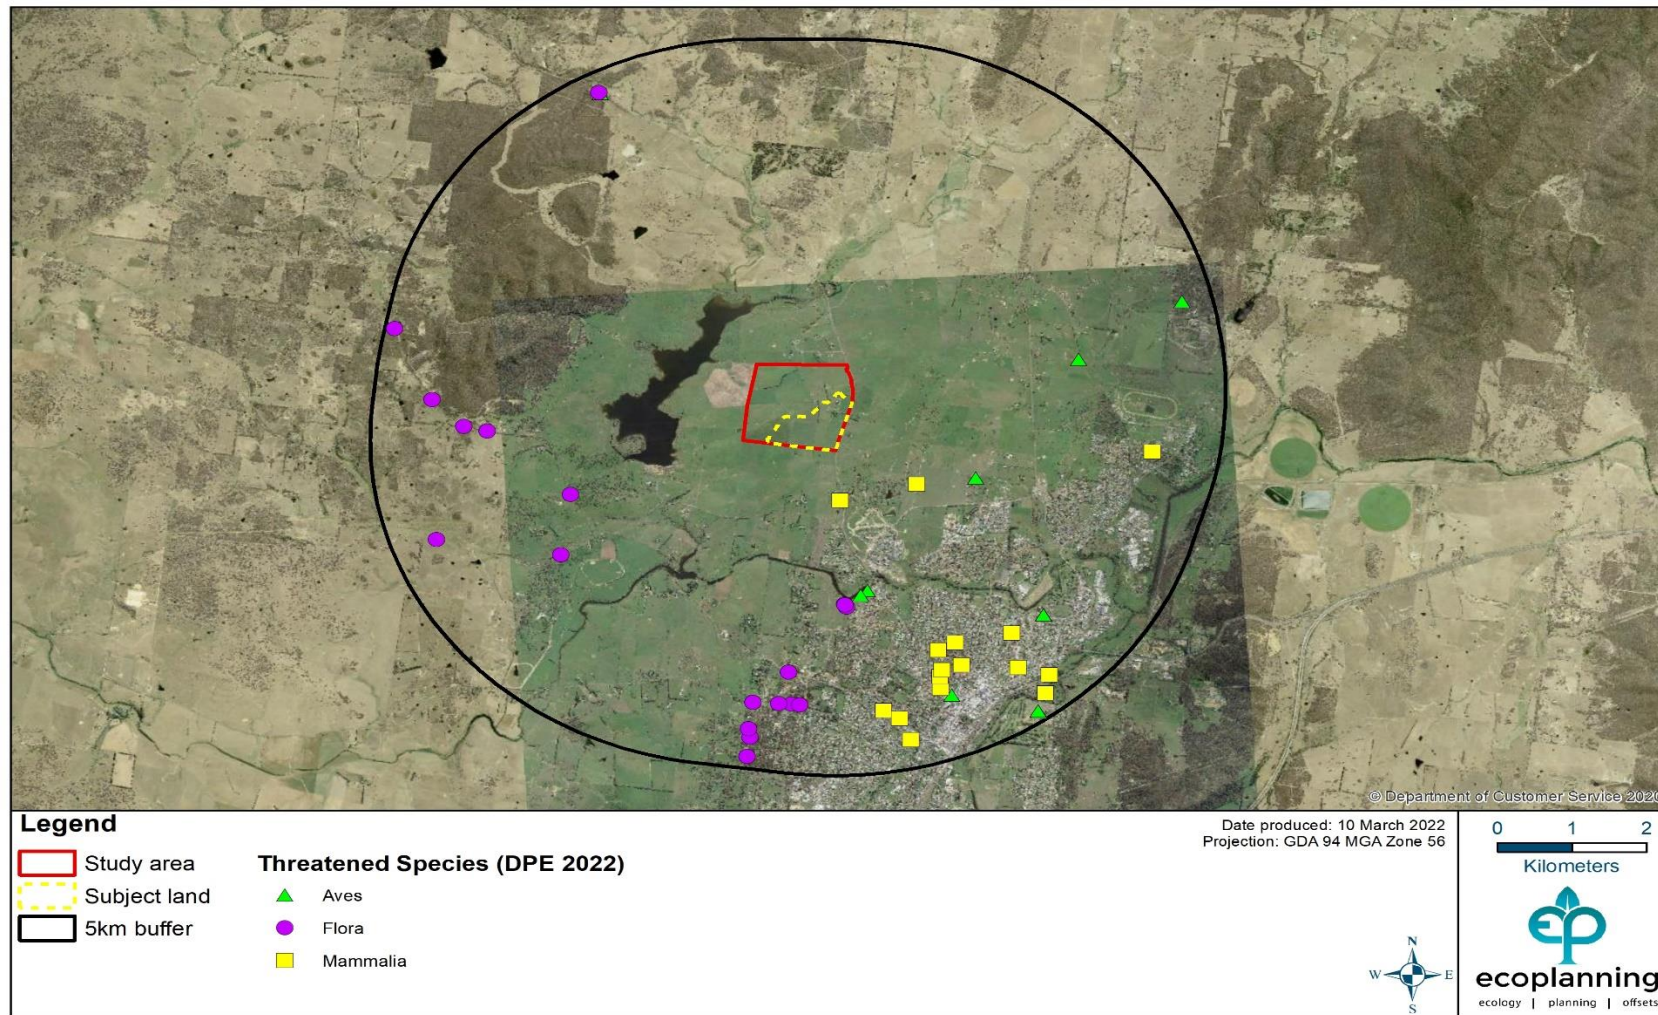 © Department of Customer Service 2020
Legend
Study area
Subject land
5km buffer
Threatened Species (DPE 2022)
Aves
Flora
Mammalia
Date produced: 10 March 2022
Projection: GDA 94 MGA Zone 56
0 1 2
Kilometers
N
W E
S
ep
ecoplanning
ecology | planning | offsets